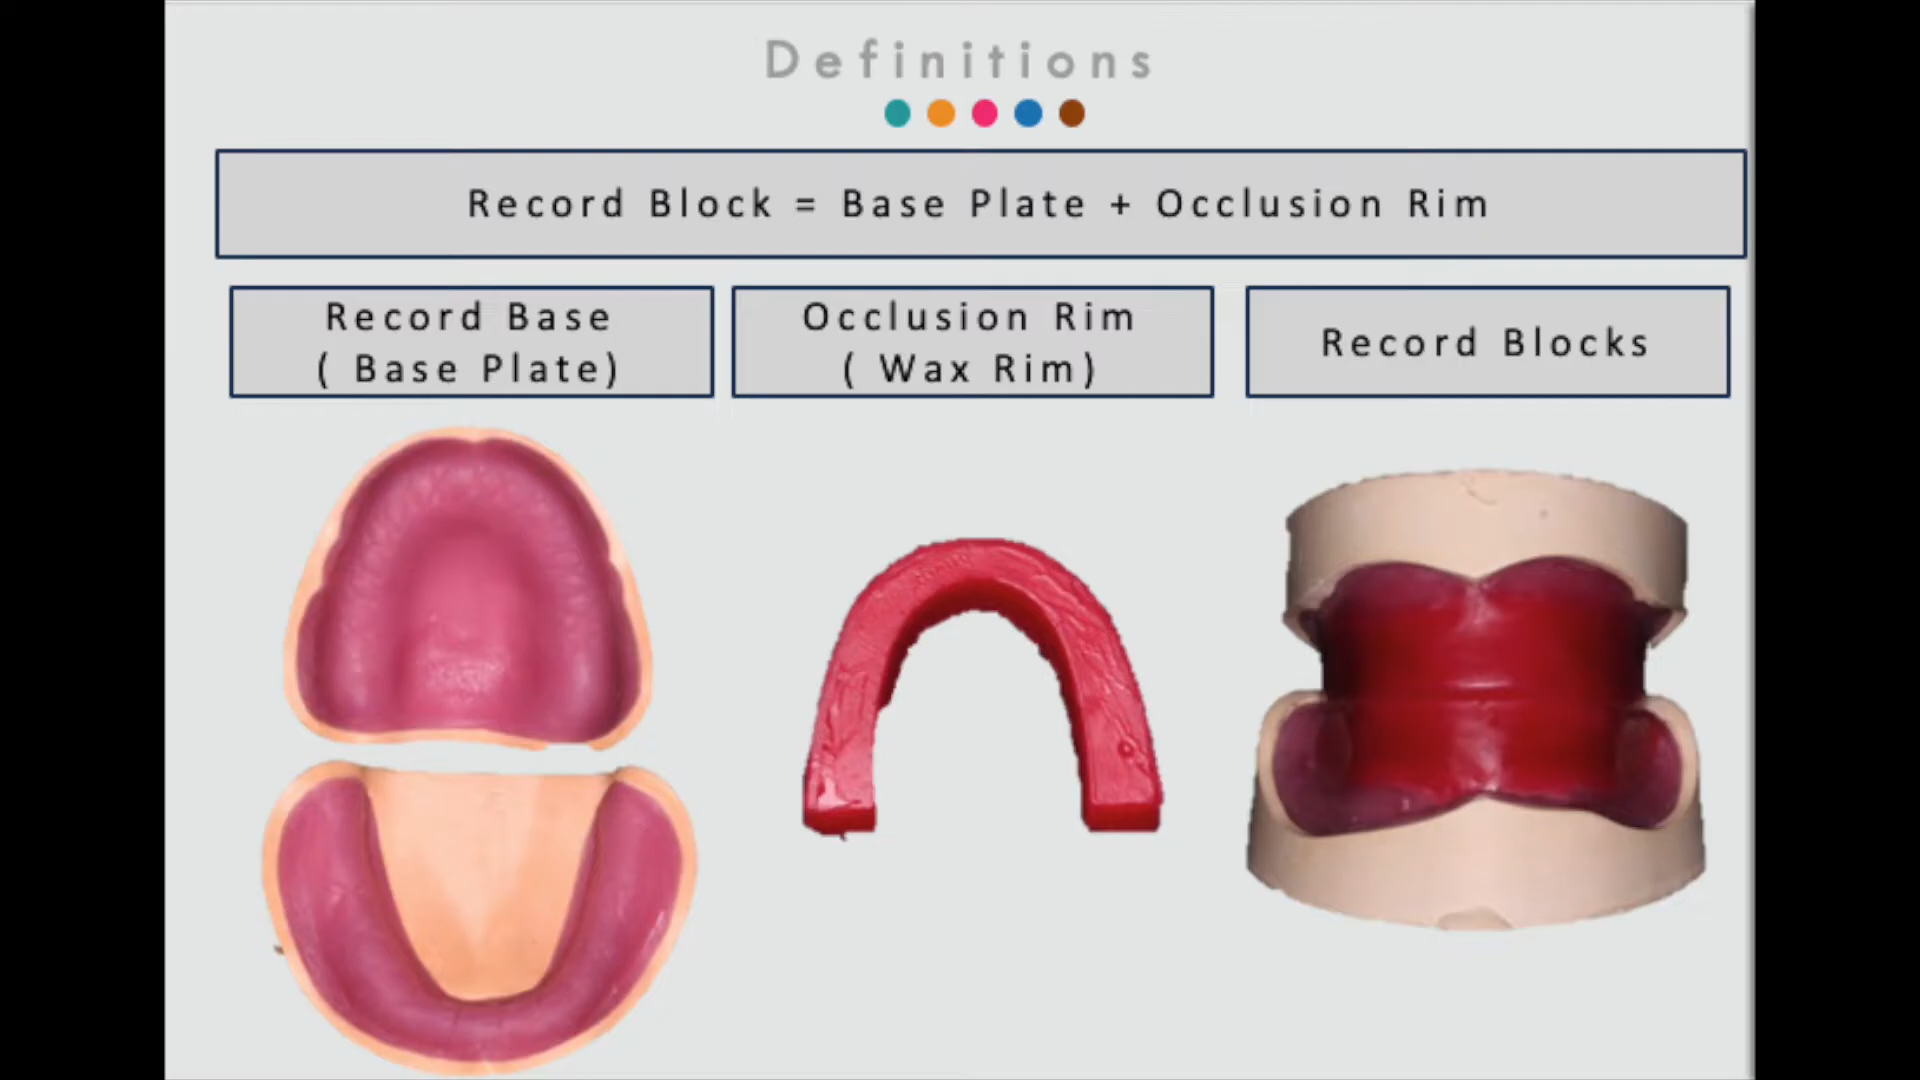 Definitions
Record Block = Base Plate + Occlusion Rim
Record Base
( Base Plate)
Occlusion Rim
( Wax Rim)
Record Blocks